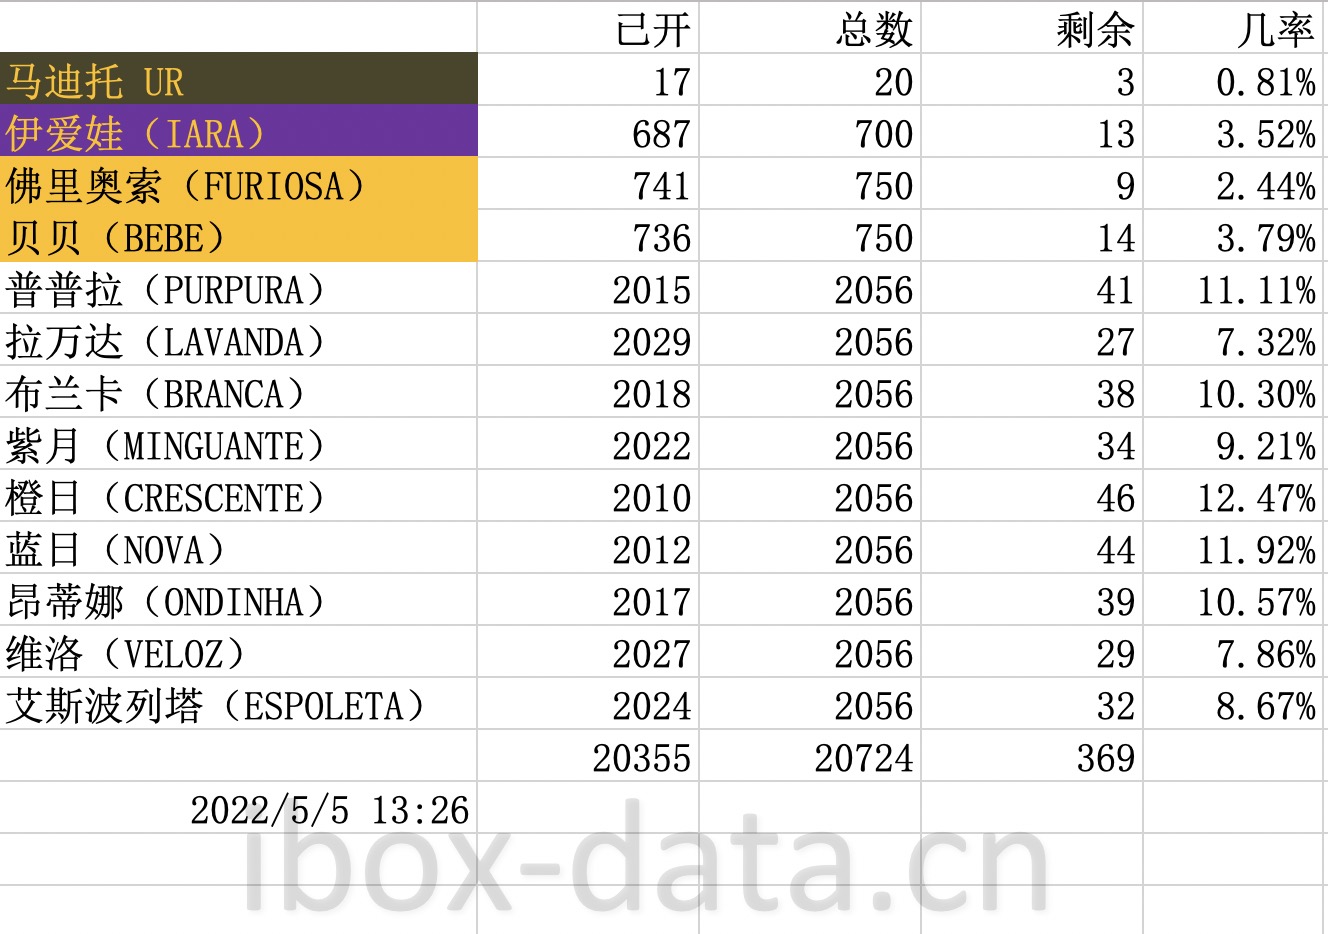 已开 总数 剩余 几率
马迪托 UR 17 20 3 0.81%
伊爱娃（IARA） 687 700 13 3.52%
佛里奥索（FURIOSA） 741 750 9 2.44%
贝贝（BEBE） 736 750 14 3.79%
普普拉（PURPURA） 2015 2056 41 11.11%
拉万达（LAVANDA） 2029 2056 27 7.32%
布兰卡（BRANCA） 2018 2056 38 10.30%
紫月（MINGUANTE） 2022 2056 34 9.21%
橙日（CRESCENTE） 2010 2056 46 12.47%
蓝日（NOVA） 2012 2056 44 11.92%
昂蒂娜（ONDINHA） 2017 2056 39 10.57%
维洛（VELOZ） 2027 2056 29 7.86%
艾斯波列塔（ESPOLETA） 2024 2056 32 8.67%
20355 20724 369
2022/5/5 13:26
ibox-data.cn